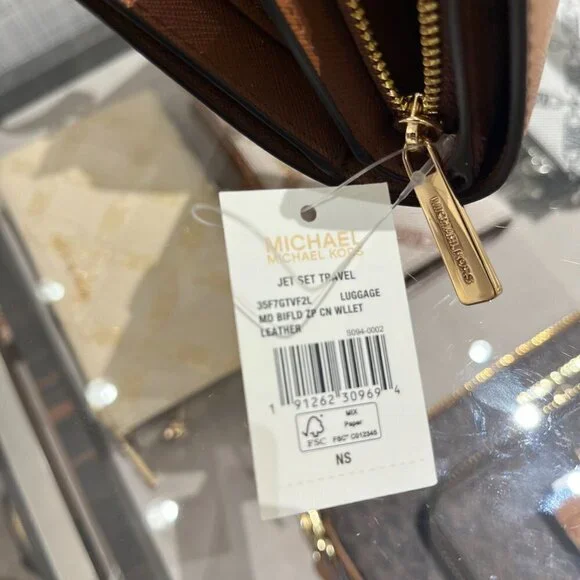 MICHAEL
MICHAEL KORS
JET SET TRAVEL
35F7GTVF2L LUGGAGE
MD BIFLD ZP CN WLLET
LEATHER S094-0002
1 91262 30969 4
FSC
MIX
Paper
FSC® C012345
NS
MICHAEL KORS